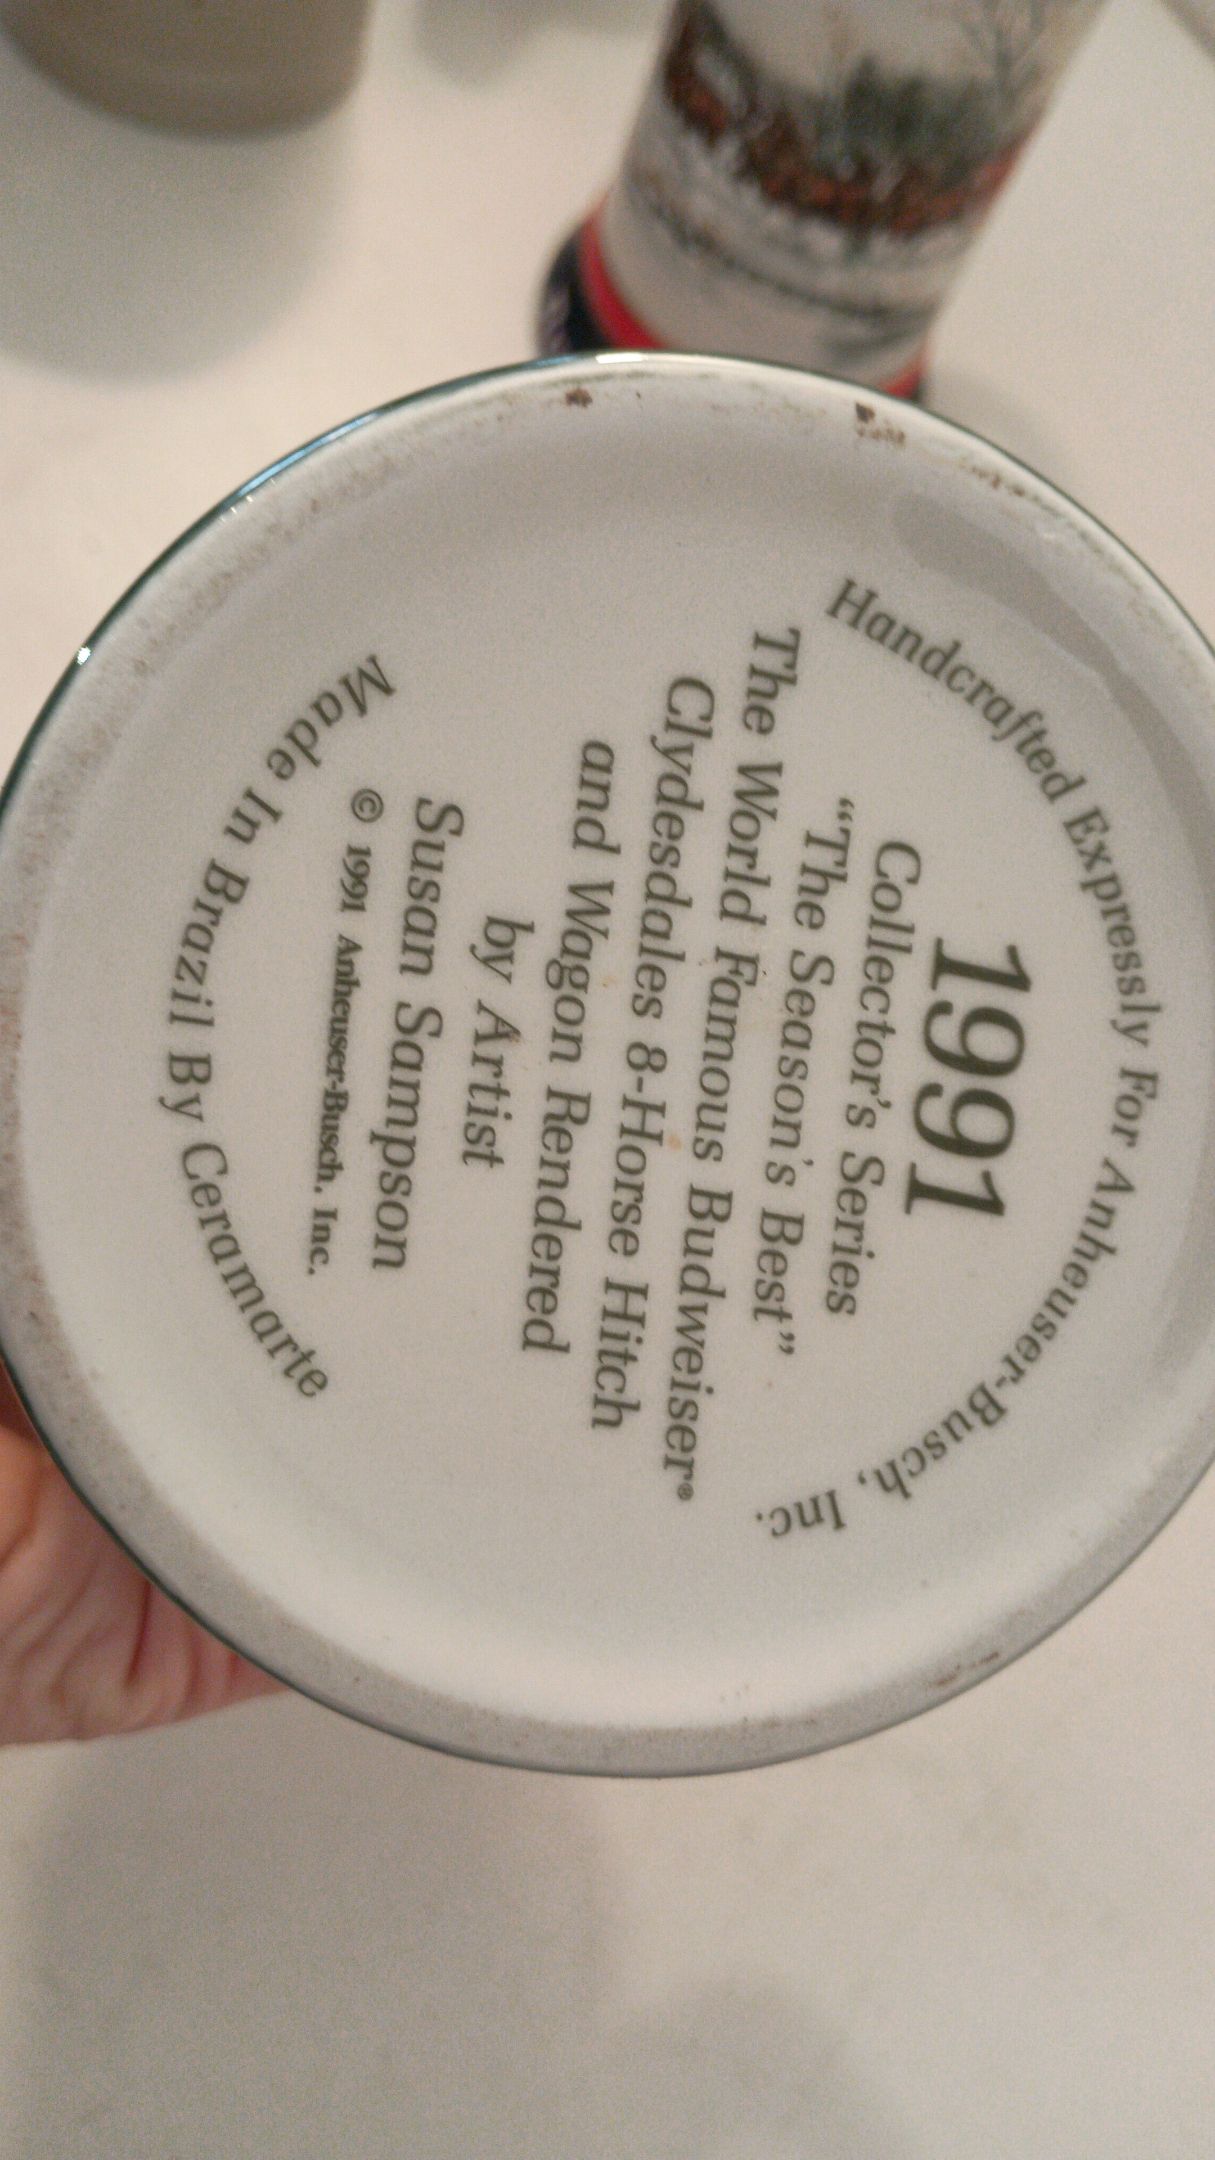 Handcrafted Expressly For Anheuser-Busch, Inc.
1991
Collector's Series
“The Season's Best”
The World Famous Budweiser®
Clydesdales 8-Horse Hitch
and Wagon Rendered
by Artist
Susan Sampson
© 1991 Anheuser-Busch, Inc.
Made In Brazil By Ceramarte